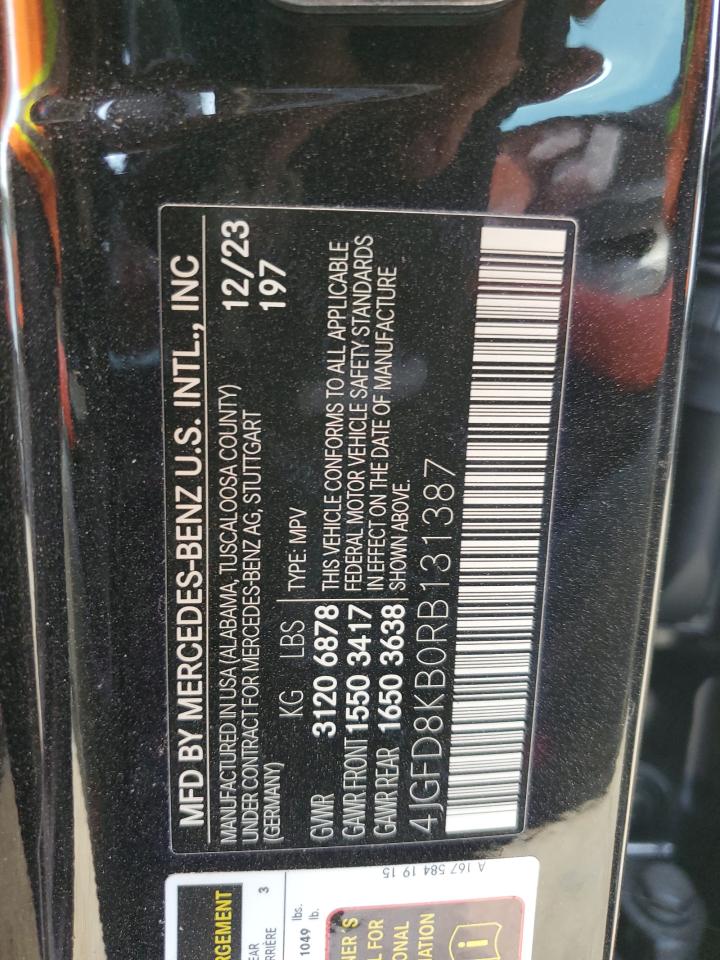 MFD BY MERCEDES-BENZ U.S. INTL., INC
MANUFACTURED IN USA (ALABAMA, TUSCALOOSA COUNTY)
UNDER CONTRACT FOR MERCEDES-BENZ AG, STUTTGART
(GERMANY)
12/23
197
KG LBS
TYPE: MPV
GVWR 3120 6878
GAWR FRONT 1550 3417
GAWR REAR 1650 3638
THIS VEHICLE CONFORMS TO ALL APPLICABLE
FEDERAL MOTOR VEHICLE SAFETY STANDARDS
IN EFFECT ON THE DATE OF MANUFACTURE
SHOWN ABOVE.
4JGFD8KB0RB131387
A 167 584 19 15
RGEMENT
EAR
RRIÈRE 3
1049 lbs.
lb.
NER'S
L FOR
ONAL
MATION
i